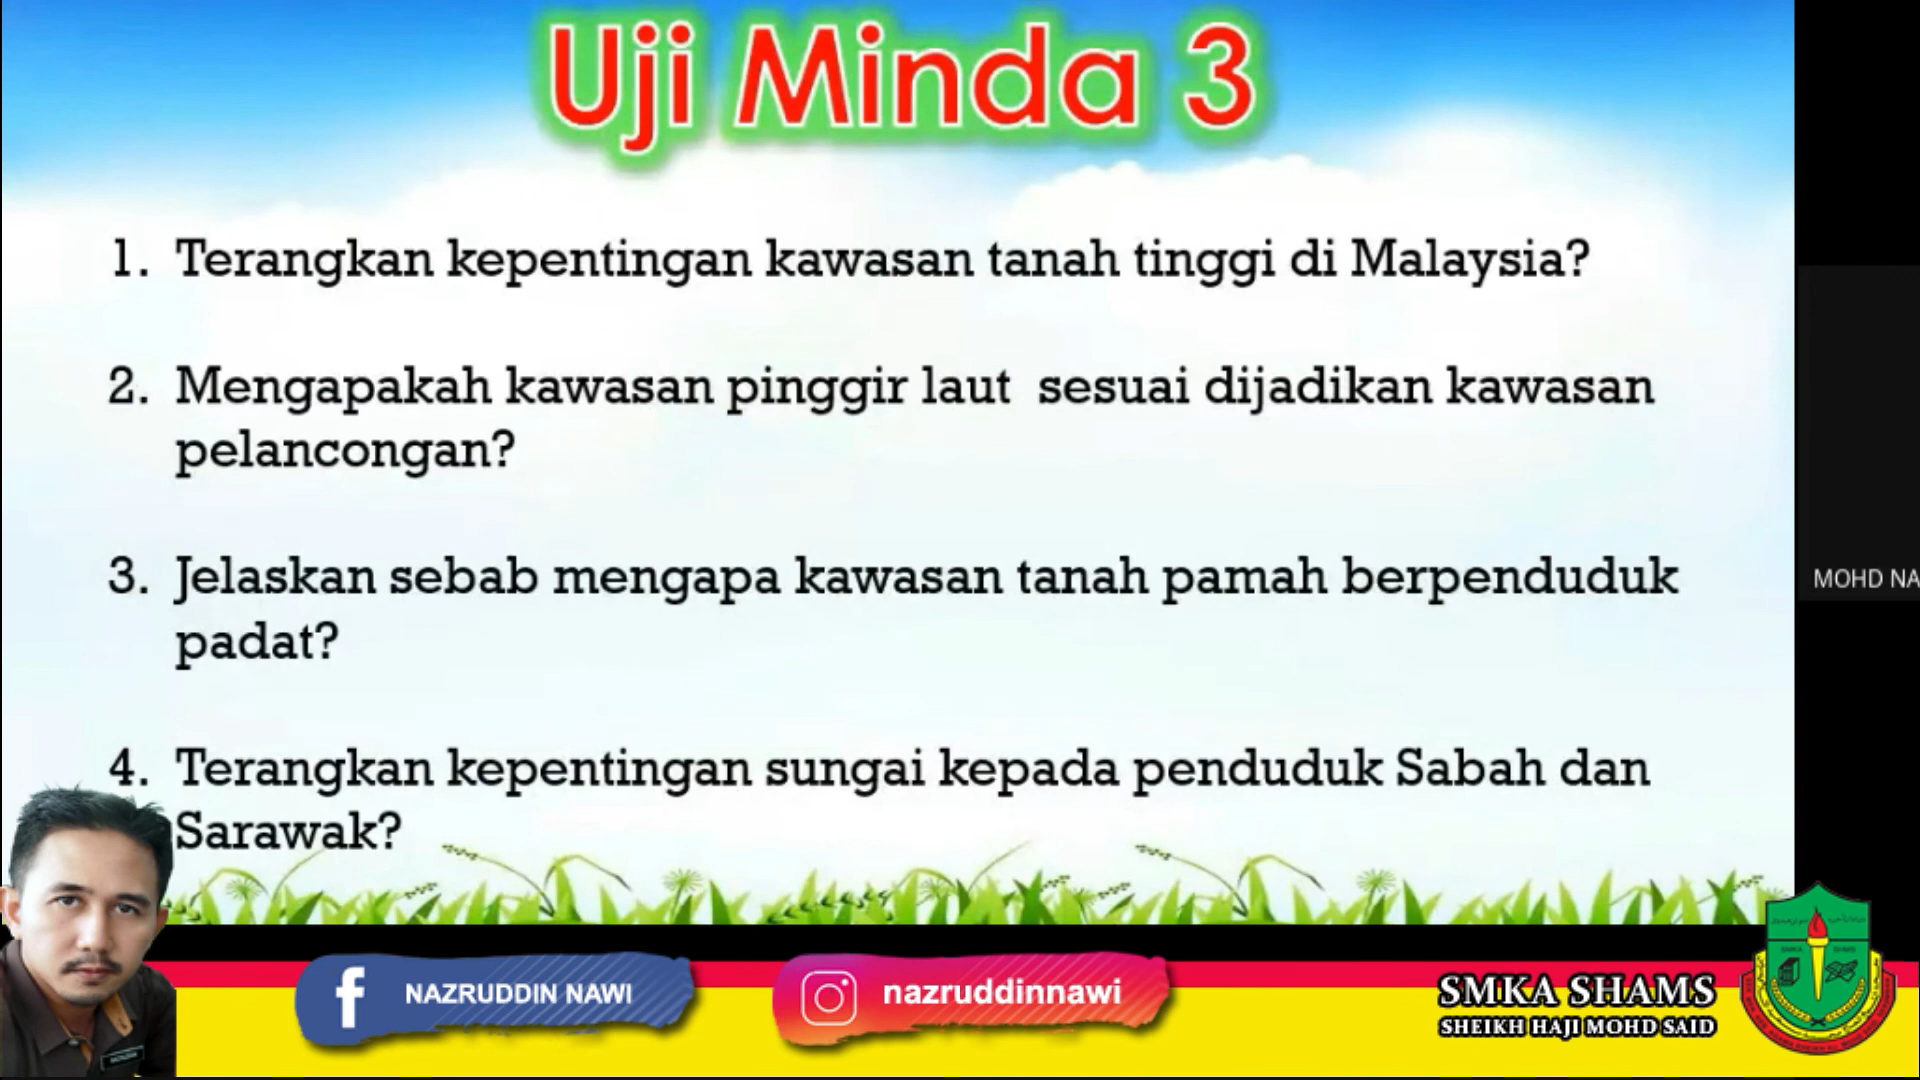 Uji Minda 3
1. Terangkan kepentingan kawasan tanah tinggi di Malaysia?
2. Mengapakah kawasan pinggir laut sesuai dijadikan kawasan
pelancongan?
3. Jelaskan sebab mengapa kawasan tanah pamah berpenduduk
padat?
4. Terangkan kepentingan sungai kepada penduduk Sabah dan
Sarawak?
MOHD NA
NAZRUDDIN NAWI
nazruddinnawi
SMKA SHAMS
SHEIKH HAJI MOHD SAID